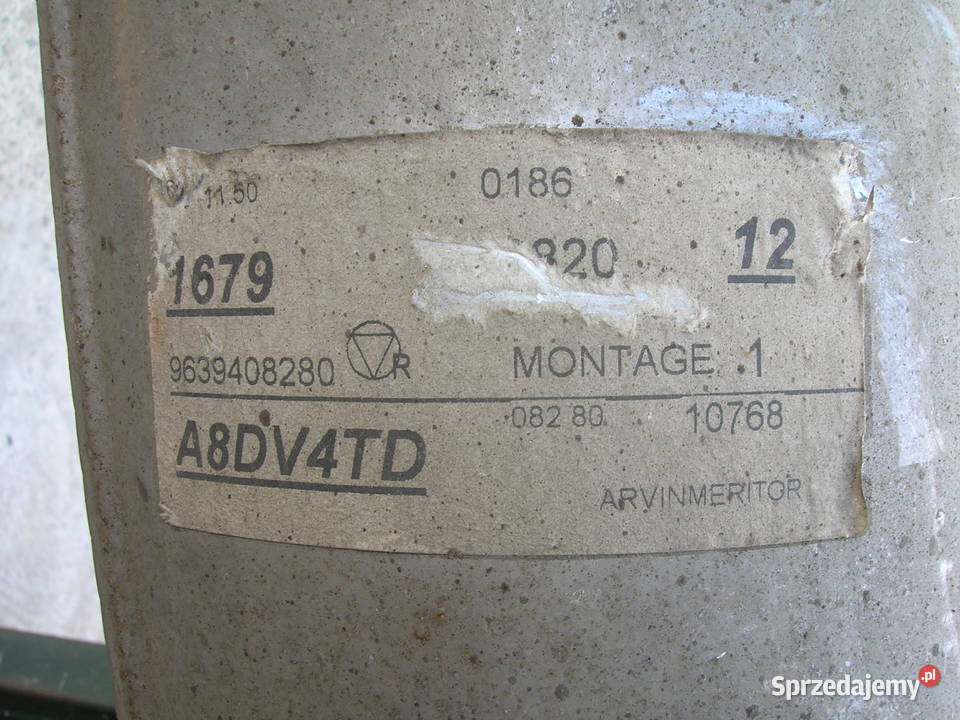 11.50 0186
1679 820 12
9639408280 R MONTAGE 1
082 80 10768
A8DV4TD
ARVINMERITOR
Sprzedajemy.pl